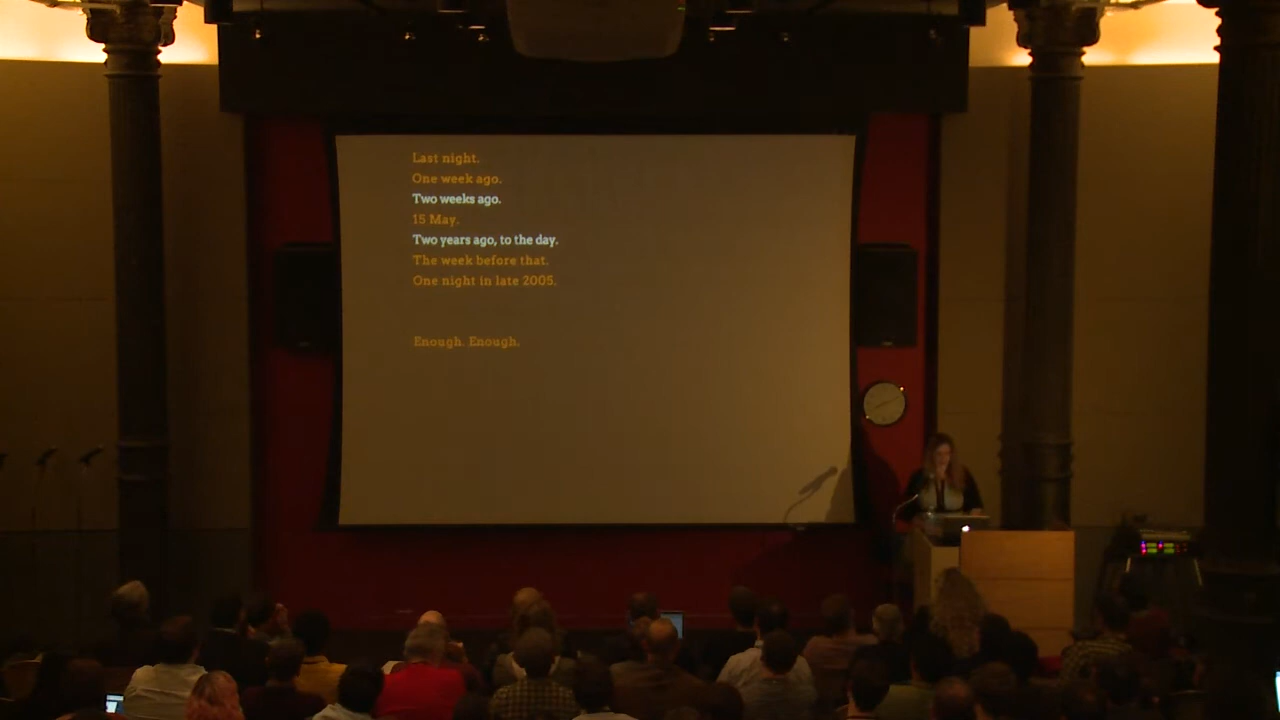 Last night.
One week ago.
Two weeks ago.
15 May.
Two years ago, to the day.
The week before that.
One night in late 2005.
Enough. Enough.